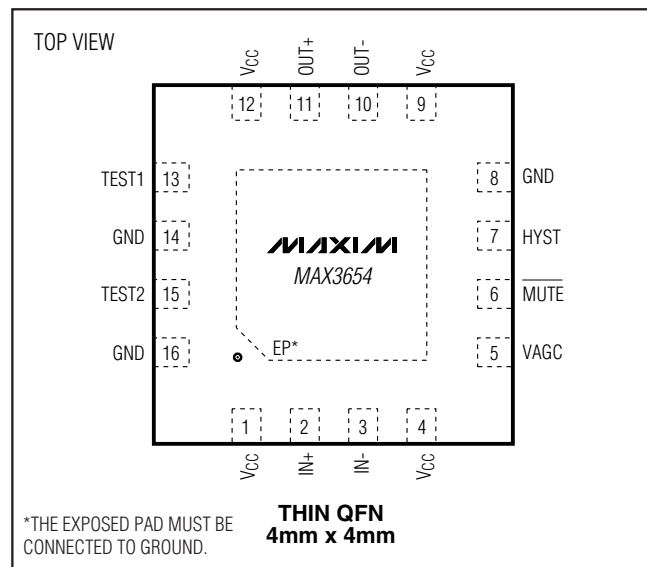 TOP VIEW
VCC
OUT+
OUT-
VCC
12
11
10
9
TEST1 13
8 GND
GND 14
7 HYST
MAXIM
MAX3654
TEST2 15
6 MUTE
GND 16
5 VAGC
EP*
1
2
3
4
VCC
IN+
IN-
VCC
*THE EXPOSED PAD MUST BE
CONNECTED TO GROUND.
THIN QFN
4mm x 4mm